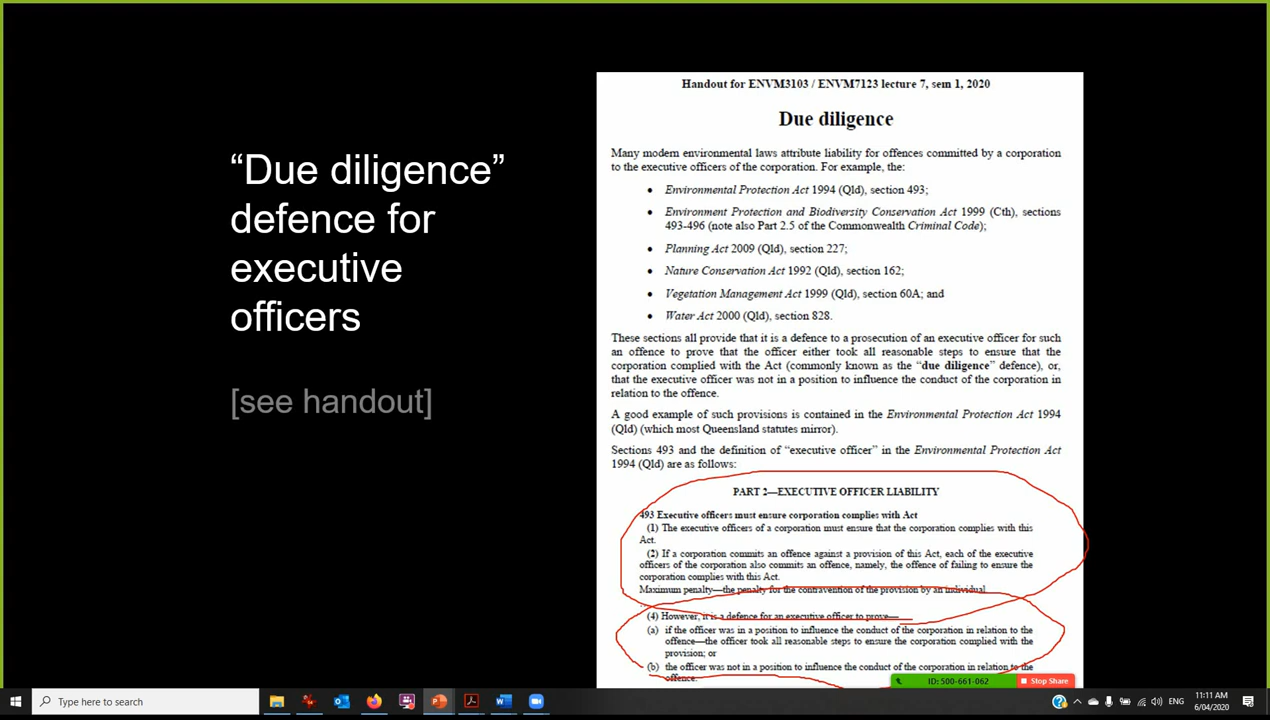 “Due diligence”
defence for
executive
officers
[see handout]
Handout for ENVM3103 / ENVM7123 lecture 7, sem 1, 2020
Due diligence
Many modern environmental laws attribute liability for offences committed by a corporation
to the executive officers of the corporation. For example, the:
• Environmental Protection Act 1994 (Qld), section 493;
• Environment Protection and Biodiversity Conservation Act 1999 (Cth), sections
493-496 (note also Part 2.5 of the Commonwealth Criminal Code);
• Planning Act 2009 (Qld), section 227;
• Nature Conservation Act 1992 (Qld), section 162;
• Vegetation Management Act 1999 (Qld), section 60A; and
• Water Act 2000 (Qld), section 828.
These sections all provide that it is a defence to a prosecution of an executive officer for such
an offence to prove that the officer either took all reasonable steps to ensure that the
corporation complied with the Act (commonly known as the “due diligence” defence), or,
that the executive officer was not in a position to influence the conduct of the corporation in
relation to the offence.
A good example of such provisions is contained in the Environmental Protection Act 1994
(Qld) (which most Queensland statutes mirror).
Sections 493 and the definition of “executive officer” in the Environmental Protection Act
1994 (Qld) are as follows:
PART 2—EXECUTIVE OFFICER LIABILITY
493 Executive officers must ensure corporation complies with Act
(1) The executive officers of a corporation must ensure that the corporation complies with this
Act.
(2) If a corporation commits an offence against a provision of this Act, each of the executive
officers of the corporation also commits an offence, namely, the offence of failing to ensure the
corporation complies with this Act.
Maximum penalty—the penalty for the contravention of the provision by an individual.
...
(4) However, it is a defence for an executive officer to prove—
(a) if the officer was in a position to influence the conduct of the corporation in relation to the
offence—the officer took all reasonable steps to ensure the corporation complied with the
provision; or
(b) the officer was not in a position to influence the conduct of the corporation in relation to the
offence.
ID: 500-661-062
Stop Share
Type here to search
ENG
11:11 AM
6/04/2020